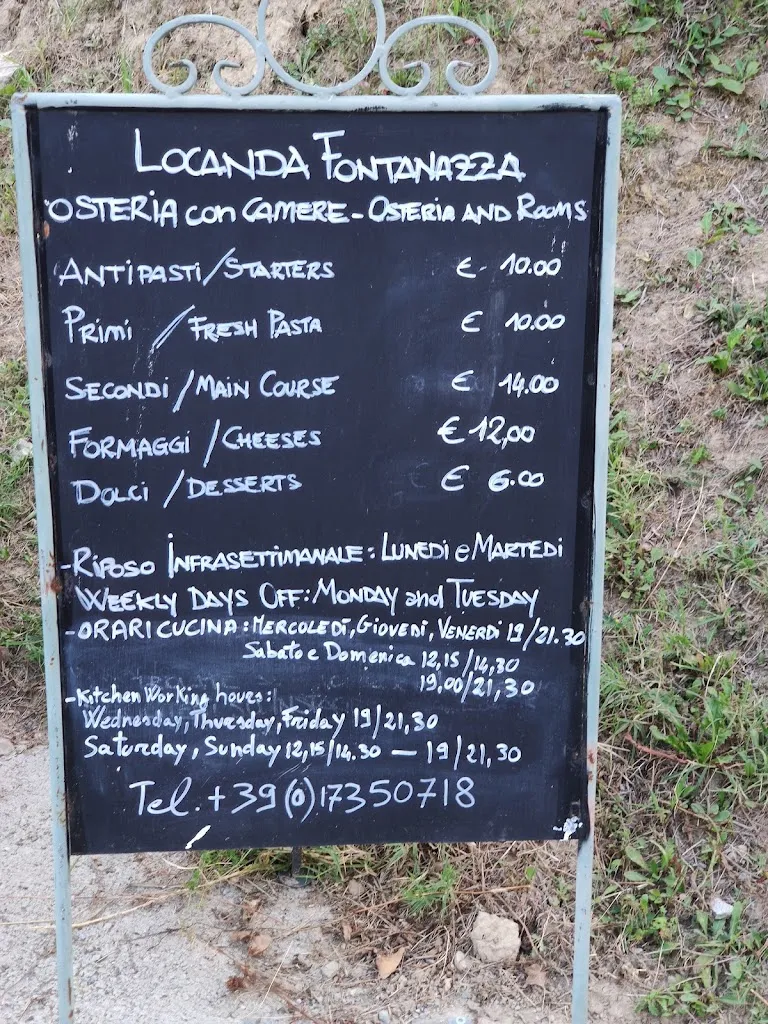 LOCANDA FONTANAZZA
OSTERIA con CAMERE - OSTERIA AND ROOMS
ANTIPASTI/STARTERS € 10.00
PRIMI / FRESH PASTA € 10.00
SECONDI / MAIN COURSE € 14.00
FORMAGGI / CHEESES € 12,00
DOLCI / DESSERTS € 6.00
- RIPOSO INFRASETTIMANALE: LUNEDI e MARTEDI
WEEKLY DAYS OFF: MONDAY and TUESDAY
- ORARI CUCINA: MERCOLEDÌ, GIOVEDÌ, VENERDÌ 19/21.30
Sabato e Domenica 12,15/14,30
19,00/21,30
- Kitchen Working hours:
Wednesday, Thursday, Friday 19/21,30
Saturday, Sunday 12,15/14.30 — 19/21,30
Tel. +39(0)17350718